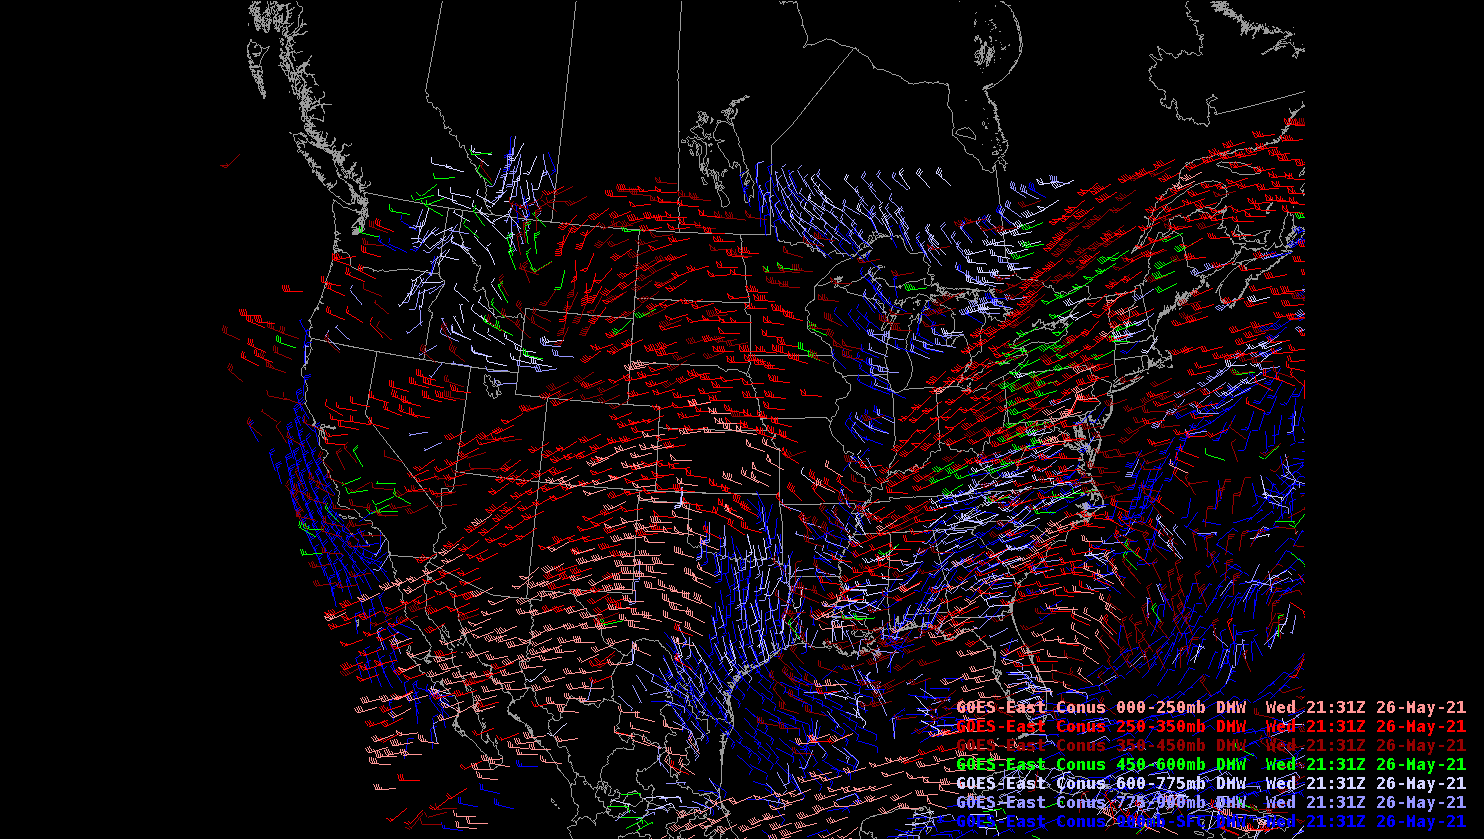 GOES-East Conus 000-250mb DMW Wed 21:31Z 26-May-21
GOES-East Conus 250-350mb DMW Wed 21:31Z 26-May-21
GOES-East Conus 350-450mb DMW Wed 21:31Z 26-May-21
GOES-East Conus 450-600mb DMW Wed 21:31Z 26-May-21
GOES-East Conus 600-775mb DMW Wed 21:31Z 26-May-21
GOES-East Conus 775-900mb DMW Wed 21:31Z 26-May-21
GOES-East Conus 900mb-SFC DMW Wed 21:31Z 26-May-21